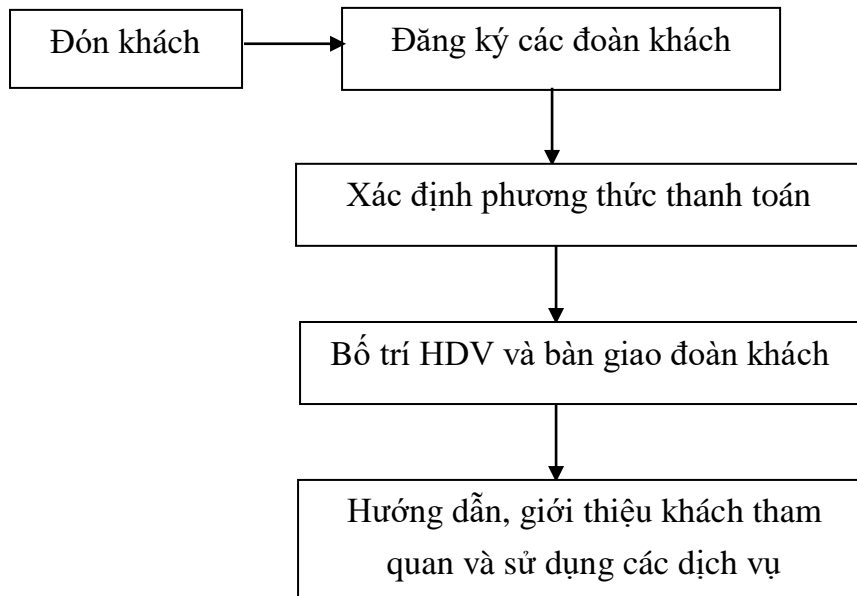 Đón khách
Đăng ký các đoàn khách
Xác định phương thức thanh toán
Bố trí HDV và bàn giao đoàn khách
Hướng dẫn, giới thiệu khách tham
quan và sử dụng các dịch vụ